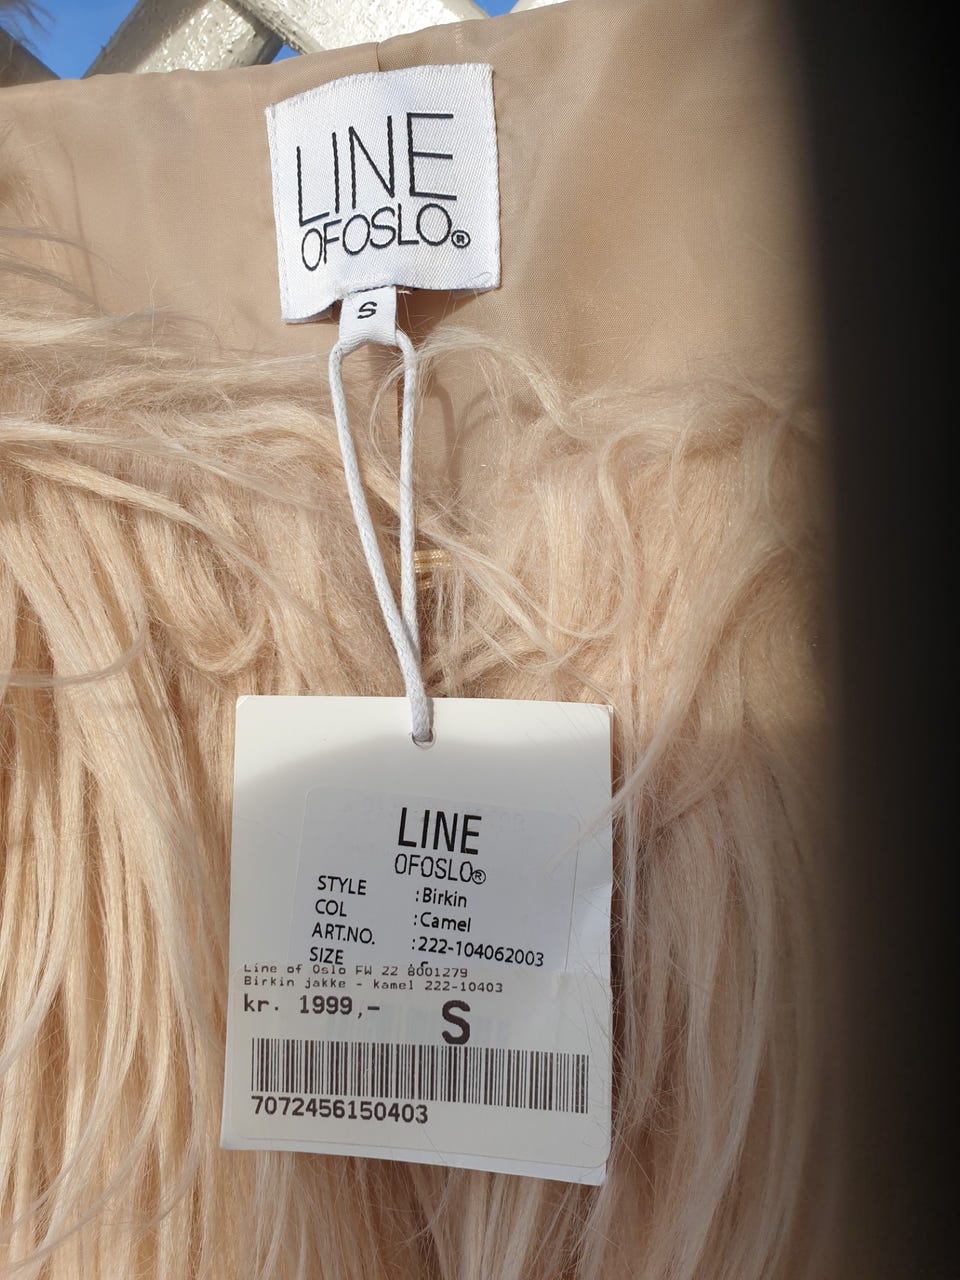 LINE
OFOSLO®
S
LINE
OFOSLO®
STYLE :Birkin
COL :Camel
ART.NO. :222-104062003
SIZE :
Line of Oslo FW 22 8001279
Birkin jakke - kamel 222-10403
kr. 1999,- S
7072456150403